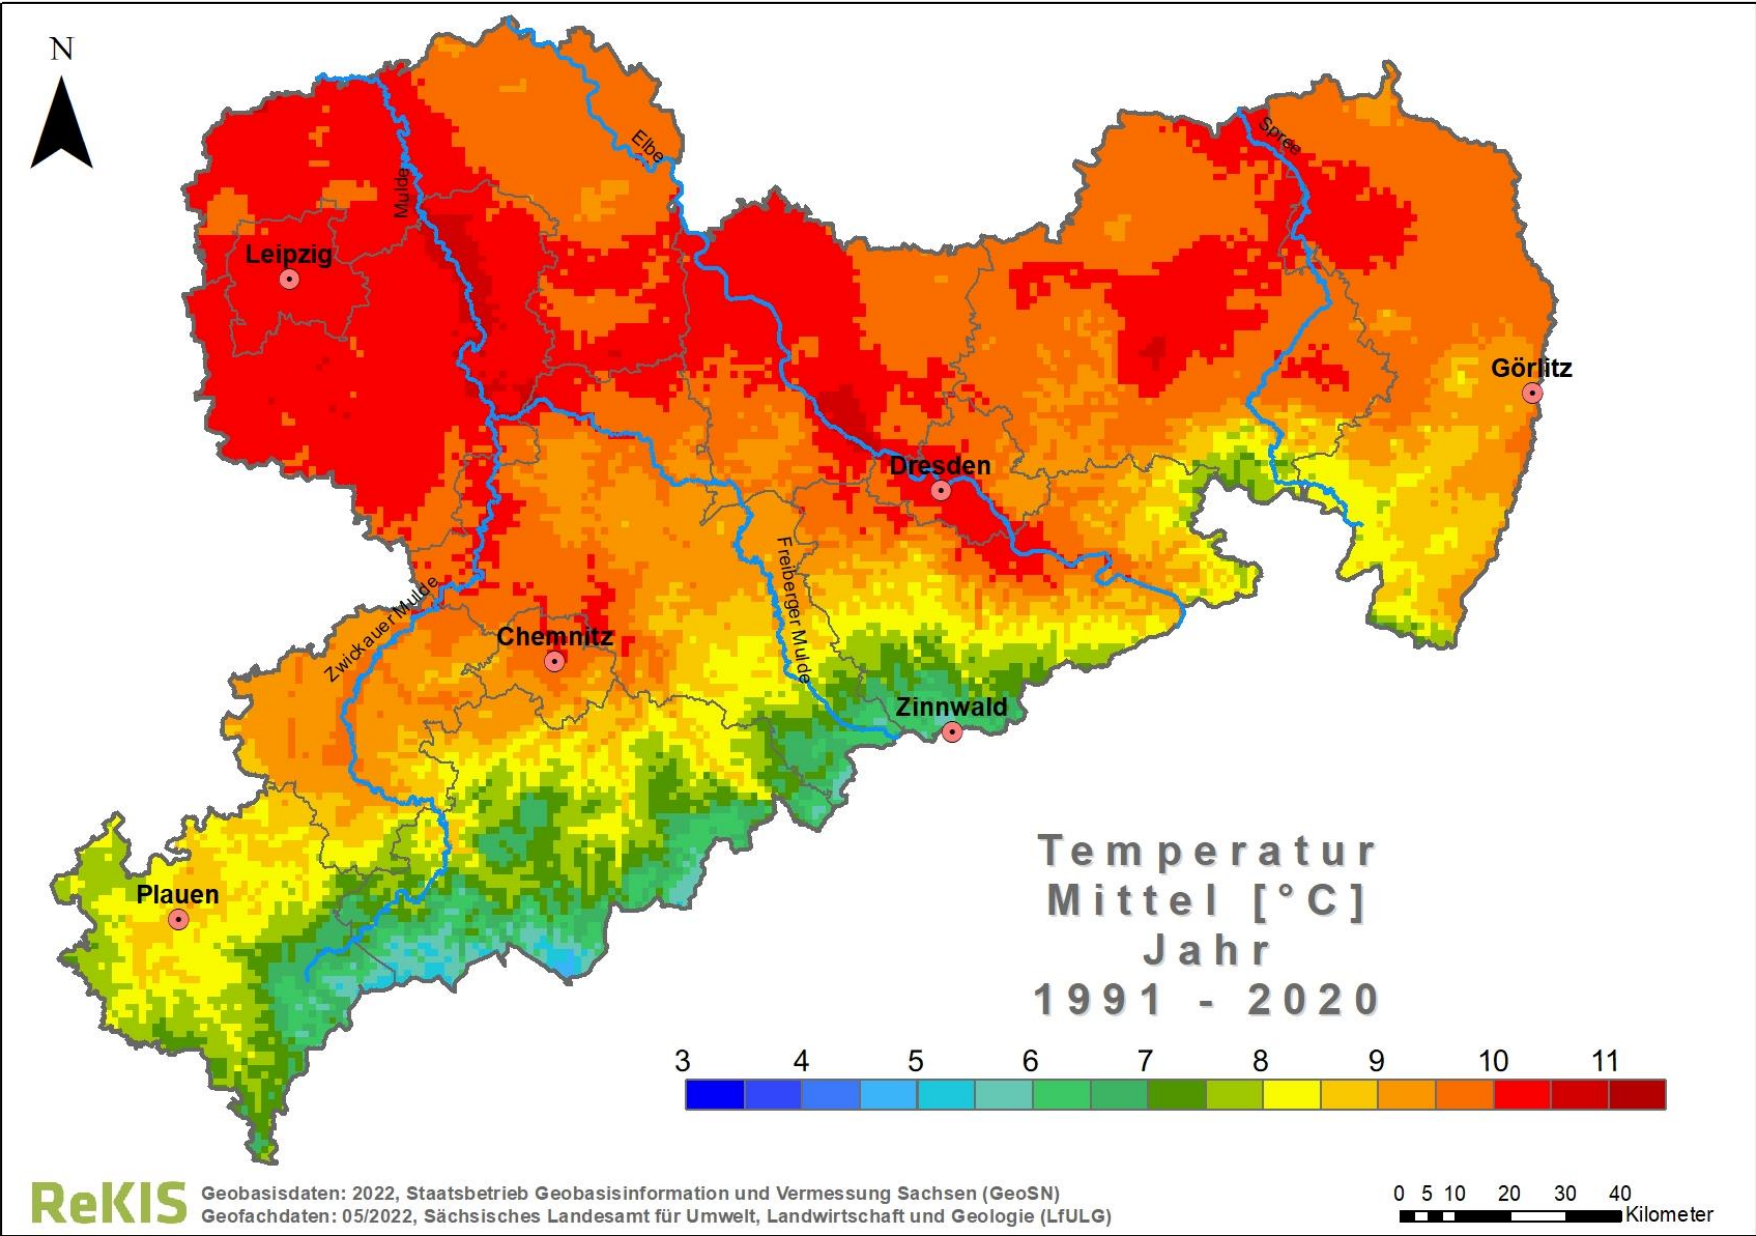 N
Elbe
Spree
Mulde
Leipzig
Görlitz
Dresden
Freiberger Mulde
Zwickauer Mulde
Chemnitz
Zinnwald
Plauen
Temperatur
Mittel [°C]
Jahr
1991 - 2020
3 4 5 6 7 8 9 10 11
ReKIS
Geobasisdaten: 2022, Staatsbetrieb Geobasisinformation und Vermessung Sachsen (GeoSN)
Geofachdaten: 05/2022, Sächsisches Landesamt für Umwelt, Landwirtschaft und Geologie (LfULG)
0 5 10 20 30 40
Kilometer